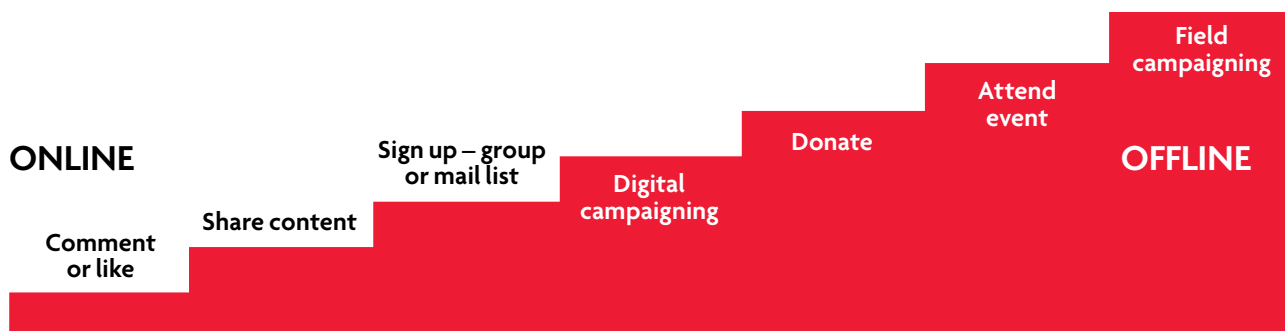 ONLINE
Comment
or like
Share content
Sign up – group
or mail list
Digital
campaigning
Donate
Attend
event
Field
campaigning
OFFLINE